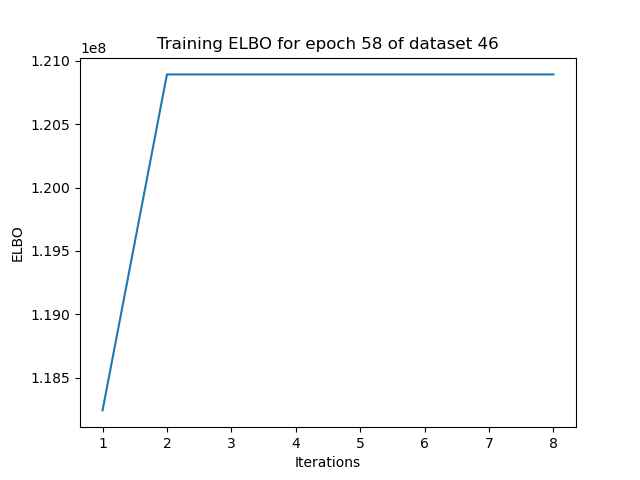 Training ELBO for epoch 58 of dataset 46
1e8
1.210
1.205
1.200
1.195
1.190
1.185
ELBO
1 2 3 4 5 6 7 8
Iterations